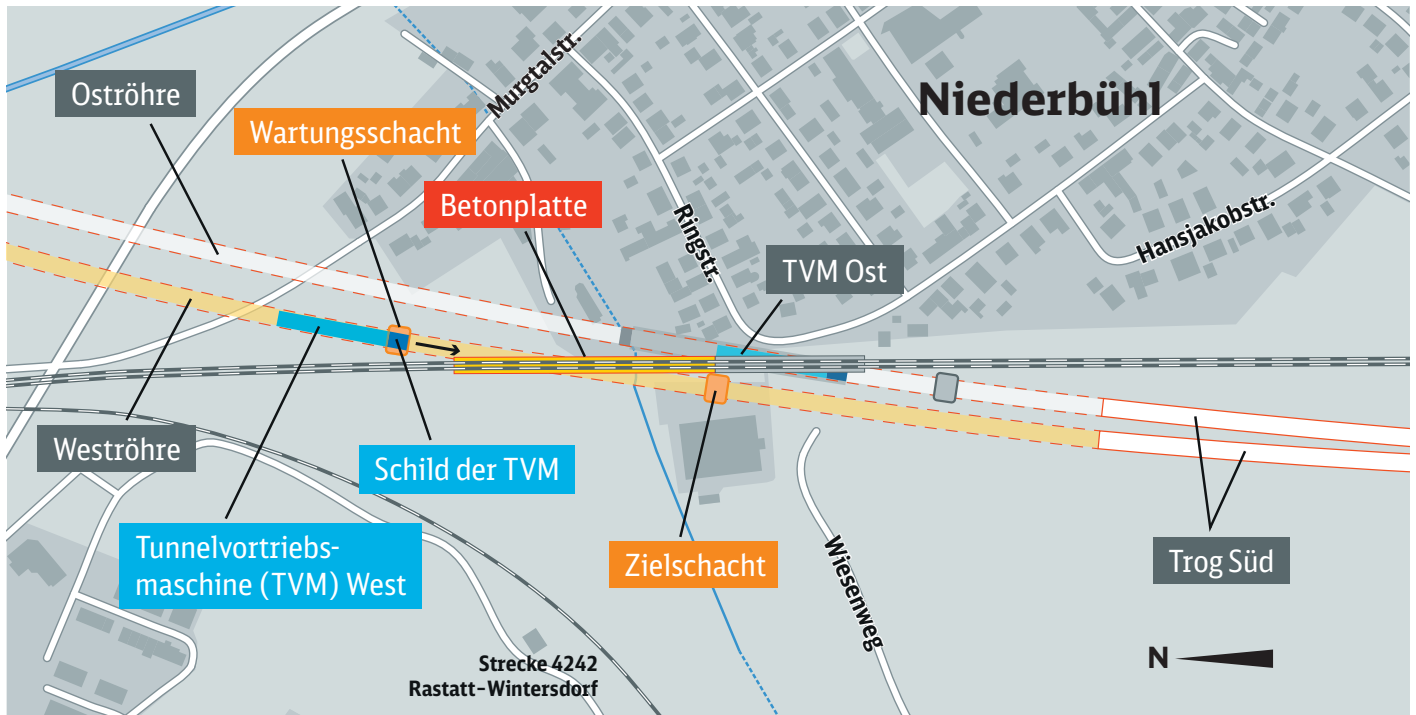 Murgtalstr.
Niederbühl
Oströhre
Wartungsschacht
Betonplatte
Ringstr.
Hansjakobstr.
TVM Ost
Weströhre
Schild der TVM
Tunnelvortriebs-
maschine (TVM) West
Zielschacht
Wiesenweg
Trog Süd
Strecke 4242
Rastatt–Wintersdorf
N